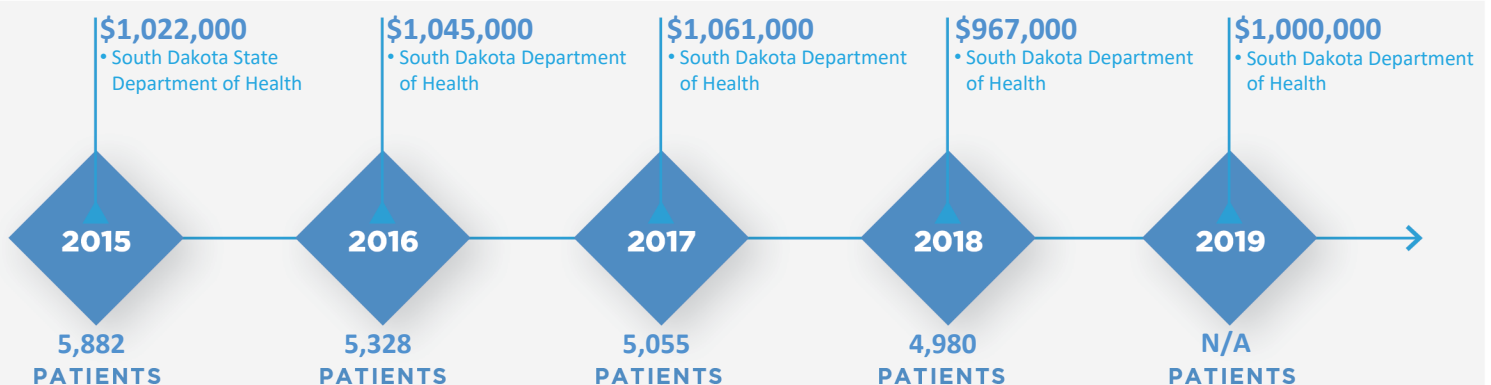 $1,022,000
• South Dakota State
Department of Health
$1,045,000
• South Dakota Department
of Health
$1,061,000
• South Dakota Department
of Health
$967,000
• South Dakota Department
of Health
$1,000,000
• South Dakota Department
of Health
2015
2016
2017
2018
2019
5,882
PATIENTS
5,328
PATIENTS
5,055
PATIENTS
4,980
PATIENTS
N/A
PATIENTS